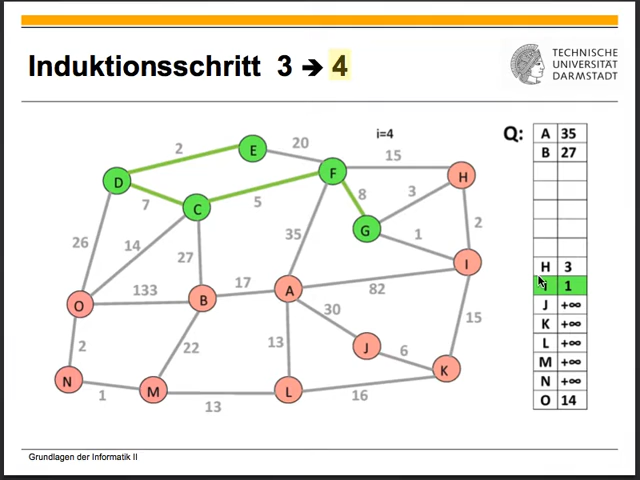 Induktionsschritt 3 ➔ 4
TECHNISCHE
UNIVERSITÄT
DARMSTADT
i=4
Q:
A 35
B 27
H 3
i 1
J +∞
K +∞
L +∞
M +∞
N +∞
O 14
2
E
20
15
D
F
H
7
C
5
8
3
G
26
14
35
1
2
27
I
133
17
A
82
O
B
30
2
22
13
J
15
6
K
N
1
M
13
L
16
Grundlagen der Informatik II